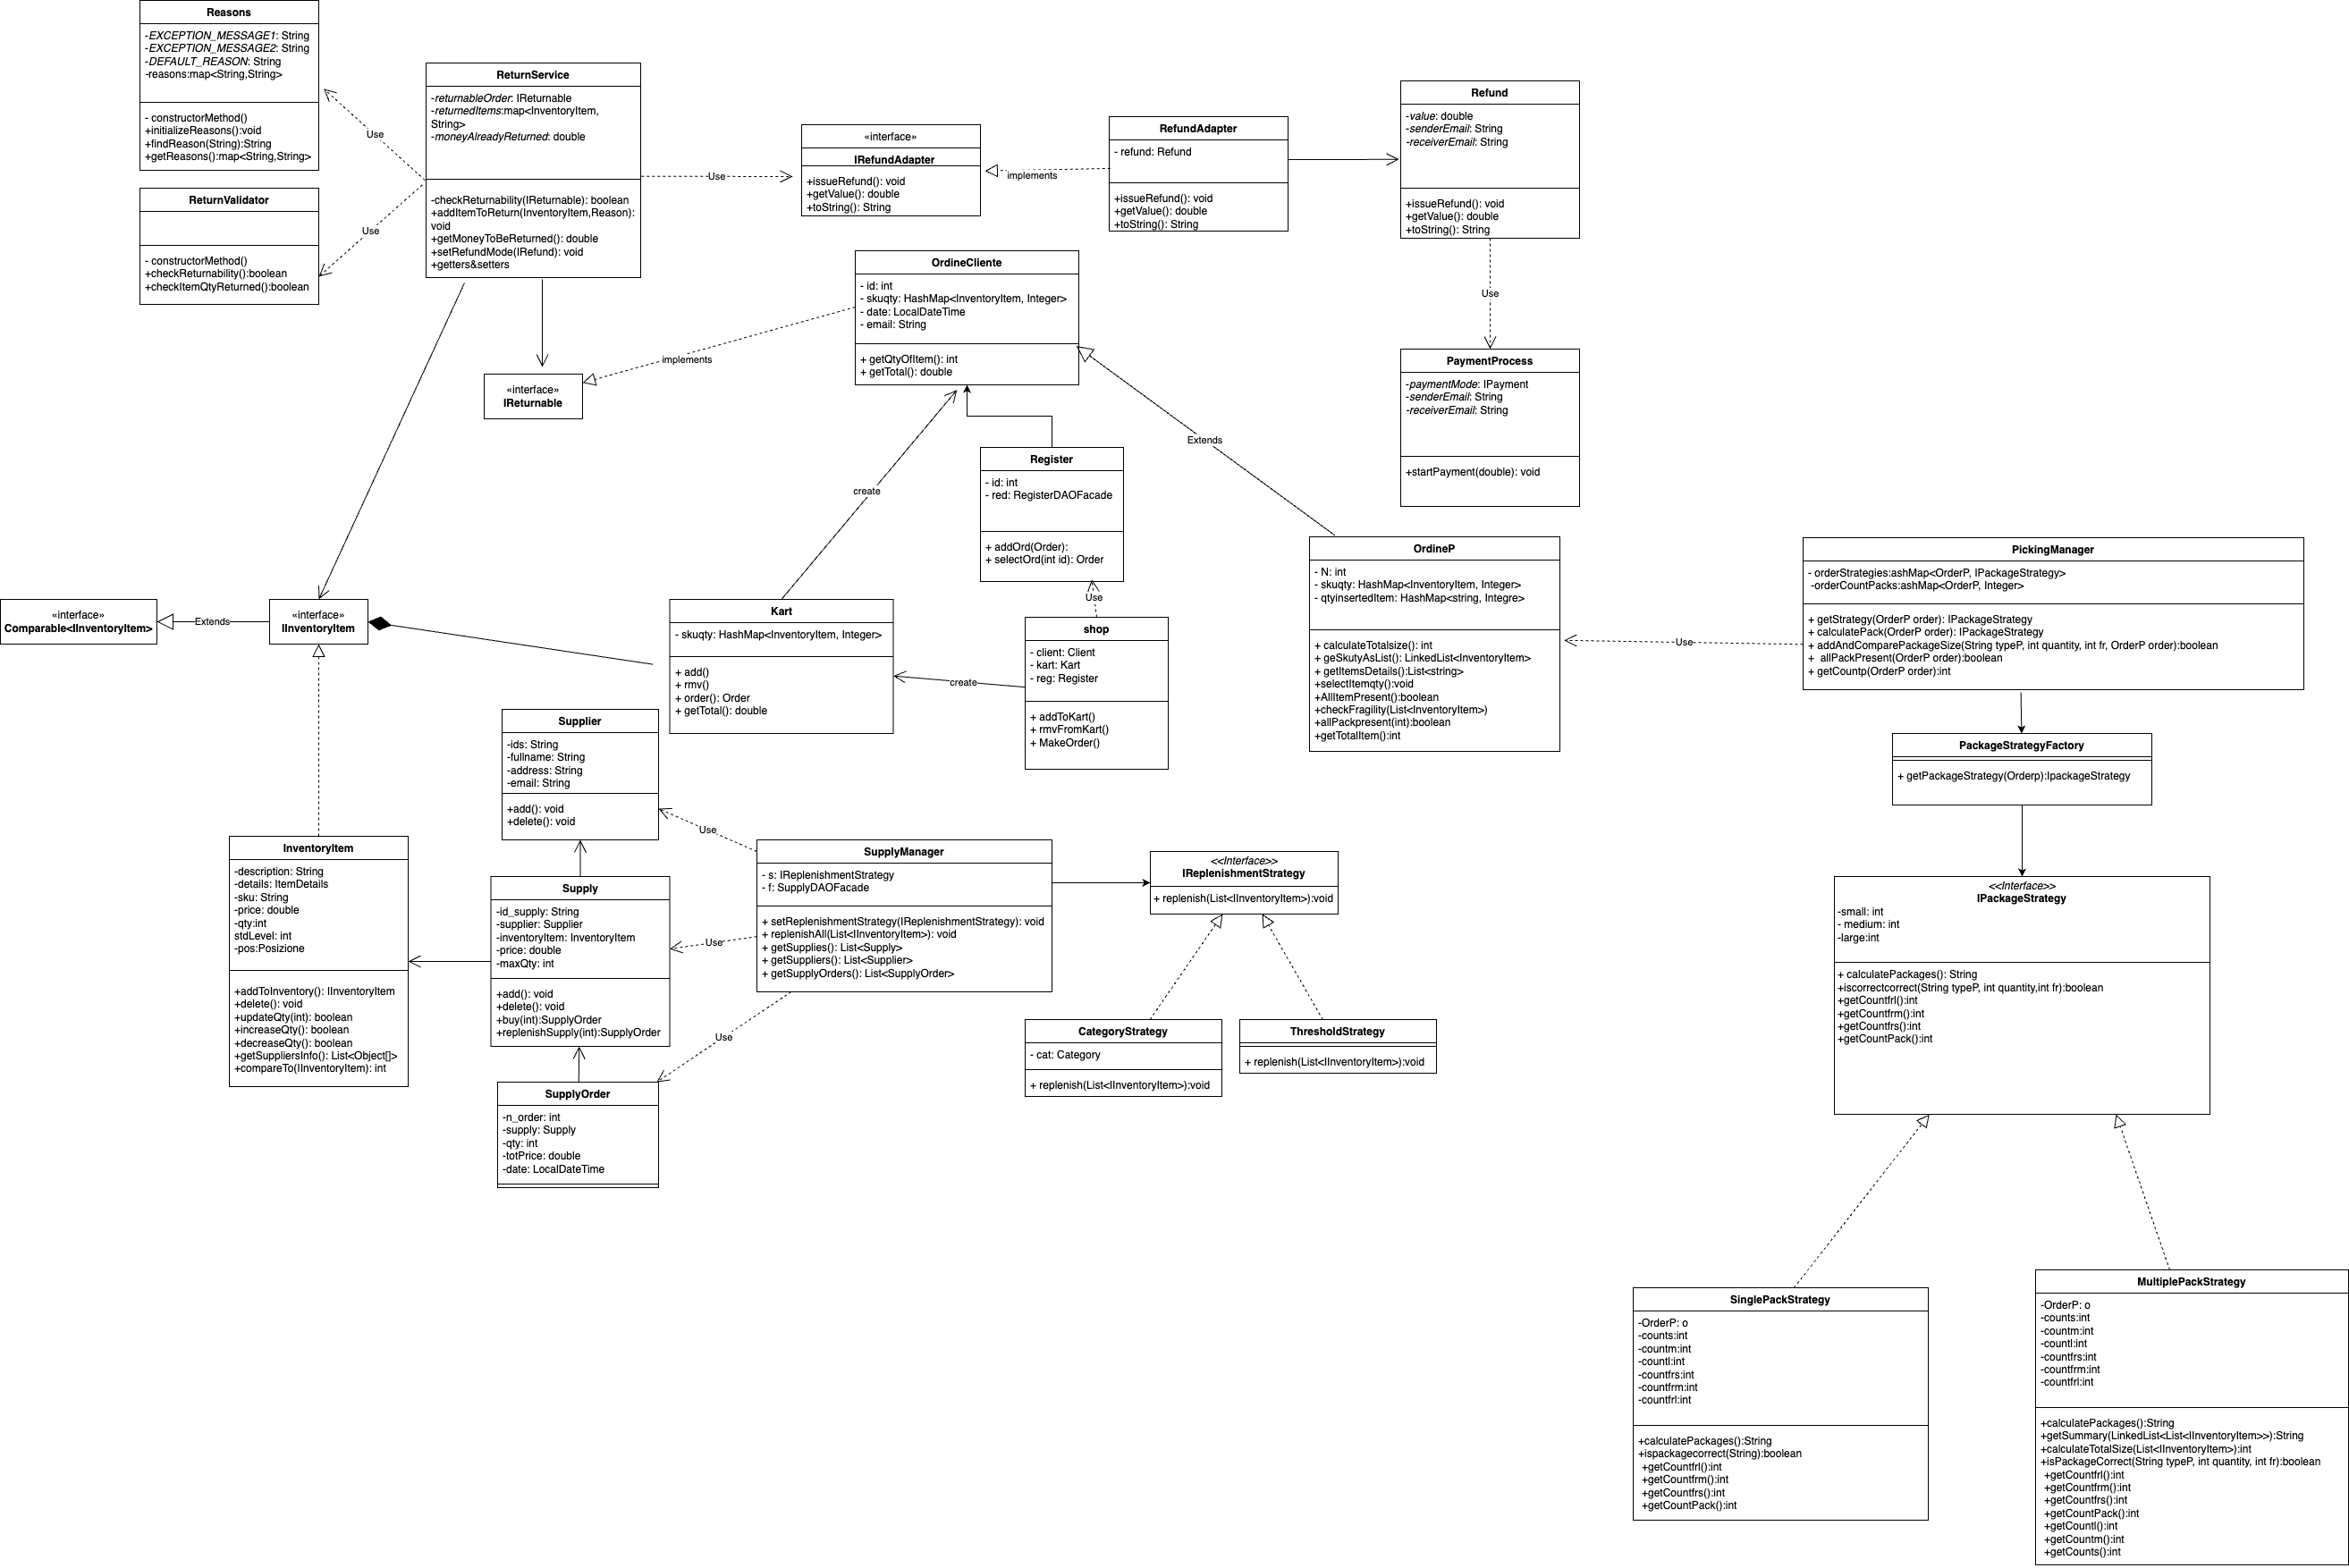 Reasons
-EXCEPTION_MESSAGE1: String
-EXCEPTION_MESSAGE2: String
-DEFAULT_REASON: String
-reasons:map<String,String>
- constructorMethod()
+initializeReasons():void
+findReason(String):String
+getReasons():map<String,String>
ReturnValidator
- constructorMethod()
+checkReturnability():boolean
+checkItemQtyReturned():boolean
Use
Use
ReturnService
-returnableOrder: IReturnable
-returnedItems:map<InventoryItem,
String>
-moneyAlreadyReturned: double
-checkReturnability(IReturnable): boolean
+addItemToReturn(InventoryItem,Reason):
void
+getMoneyToBeReturned(): double
+setRefundMode(IRefund): void
+getters&setters
Use
«interface»
IRefundAdapter
+issueRefund(): void
+getValue(): double
+toString(): String
implements
RefundAdapter
- refund: Refund
+issueRefund(): void
+getValue(): double
+toString(): String
Refund
-value: double
-senderEmail: String
-receiverEmail: String
+issueRefund(): void
+getValue(): double
+toString(): String
Use
PaymentProcess
-paymentMode: IPayment
-senderEmail: String
-receiverEmail: String
+startPayment(double): void
OrdineCliente
- id: int
- skuqty: HashMap<InventoryItem, Integer>
- date: LocalDateTime
- email: String
+ getQtyOfItem(): int
+ getTotal(): double
implements
«interface»
IReturnable
Extends
create
Register
- id: int
- red: RegisterDAOFacade
+ addOrd(Order):
+ selectOrd(int id): Order
Use
«interface»
Comparable<IInventoryItem>
Extends
«interface»
IInventoryItem
Kart
- skuqty: HashMap<InventoryItem, Integer>
+ add()
+ rmv()
+ order(): Order
+ getTotal(): double
create
shop
- client: Client
- kart: Kart
- reg: Register
+ addToKart()
+ rmvFromKart()
+ MakeOrder()
OrdineP
- N: int
- skuqty: HashMap<InventoryItem, Integer>
- qtyinsertedItem: HashMap<string, Integre>
+ calculateTotalsize(): int
+ geSkutyAsList(): LinkedList<InventoryItem>
+ getItemsDetails():List<string>
+selectItemqty():void
+AllItemPresent():boolean
+checkFragility(List<InventoryItem>)
+allPackpresent(int):boolean
+getTotalItem():int
Use
PickingManager
- orderStrategies:ashMap<OrderP, IPackageStrategy>
-orderCountPacks:ashMap<OrderP, Integer>
+ getStrategy(OrderP order): IPackageStrategy
+ calculatePack(OrderP order): IPackageStrategy
+ addAndComparePackageSize(String typeP, int quantity, int fr, OrderP order):boolean
+  allPackPresent(OrderP order):boolean
+ getCountp(OrderP order):int
PackageStrategyFactory
+ getPackageStrategy(Orderp):IpackageStrategy
<<Interface>>
IPackageStrategy
-small: int
- medium: int
-large:int
+ calculatePackages(): String
+iscorrectcorrect(String typeP, int quantity,int fr):boolean
+getCountfrl():int
+getCountfrm():int
+getCountfrs():int
+getCountPack():int
Supplier
-ids: String
-fullname: String
-address: String
-email: String
+add(): void
+delete(): void
Use
InventoryItem
-description: String
-details: ItemDetails
-sku: String
-price: double
-qty:int
stdLevel: int
-pos:Posizione
+addToInventory(): IInventoryItem
+delete(): void
+updateQty(int): boolean
+increaseQty(): boolean
+decreaseQty(): boolean
+getSuppliersInfo(): List<Object[]>
+compareTo(IInventoryItem): int
Supply
-id_supply: String
-supplier: Supplier
-inventoryItem: InventoryItem
-price: double
-maxQty: int
+add(): void
+delete(): void
+buy(int):SupplyOrder
+replenishSupply(int):SupplyOrder
Use
SupplyManager
- s: IReplenishmentStrategy
- f: SupplyDAOFacade
+ setReplenishmentStrategy(IReplenishmentStrategy): void
+ replenishAll(List<IInventoryItem>): void
+ getSupplies(): List<Supply>
+ getSuppliers(): List<Supplier>
+ getSupplyOrders(): List<SupplyOrder>
Use
<<Interface>>
IReplenishmentStrategy
+ replenish(List<IInventoryItem>):void
CategoryStrategy
- cat: Category
+ replenish(List<IInventoryItem>):void
ThresholdStrategy
+ replenish(List<IInventoryItem>):void
SupplyOrder
-n_order: int
-supply: Supply
-qty: int
-totPrice: double
-date: LocalDateTime
SinglePackStrategy
-OrderP: o
-counts:int
-countm:int
-countl:int
-countfrs:int
-countfrm:int
-countfrl:int
+calculatePackages():String
+ispackagecorrect(String):boolean
+getCountfrl():int
+getCountfrm():int
+getCountfrs():int
+getCountPack():int
MultiplePackStrategy
-OrderP: o
-counts:int
-countm:int
-countl:int
-countfrs:int
-countfrm:int
-countfrl:int
+calculatePackages():String
+getSummary(LinkedList<List<IInventoryItem>>):String
+calculateTotalSize(List<IInventoryItem>):int
+isPackageCorrect(String typeP, int quantity, int fr):boolean
+getCountfrl():int
+getCountfrm():int
+getCountfrs():int
+getCountPack():int
+getCountl():int
+getCountm():int
+getCounts():int